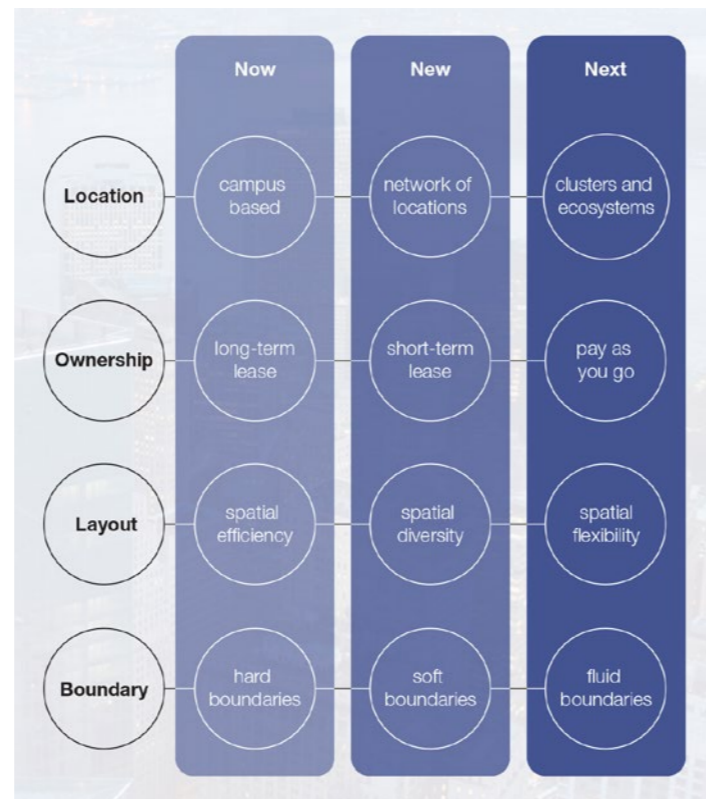 Now
New
Next
Location
campus
based
network of
locations
clusters and
ecosystems
Ownership
long-term
lease
short-term
lease
pay as
you go
Layout
spatial
efficiency
spatial
diversity
spatial
flexibility
Boundary
hard
boundaries
soft
boundaries
fluid
boundaries